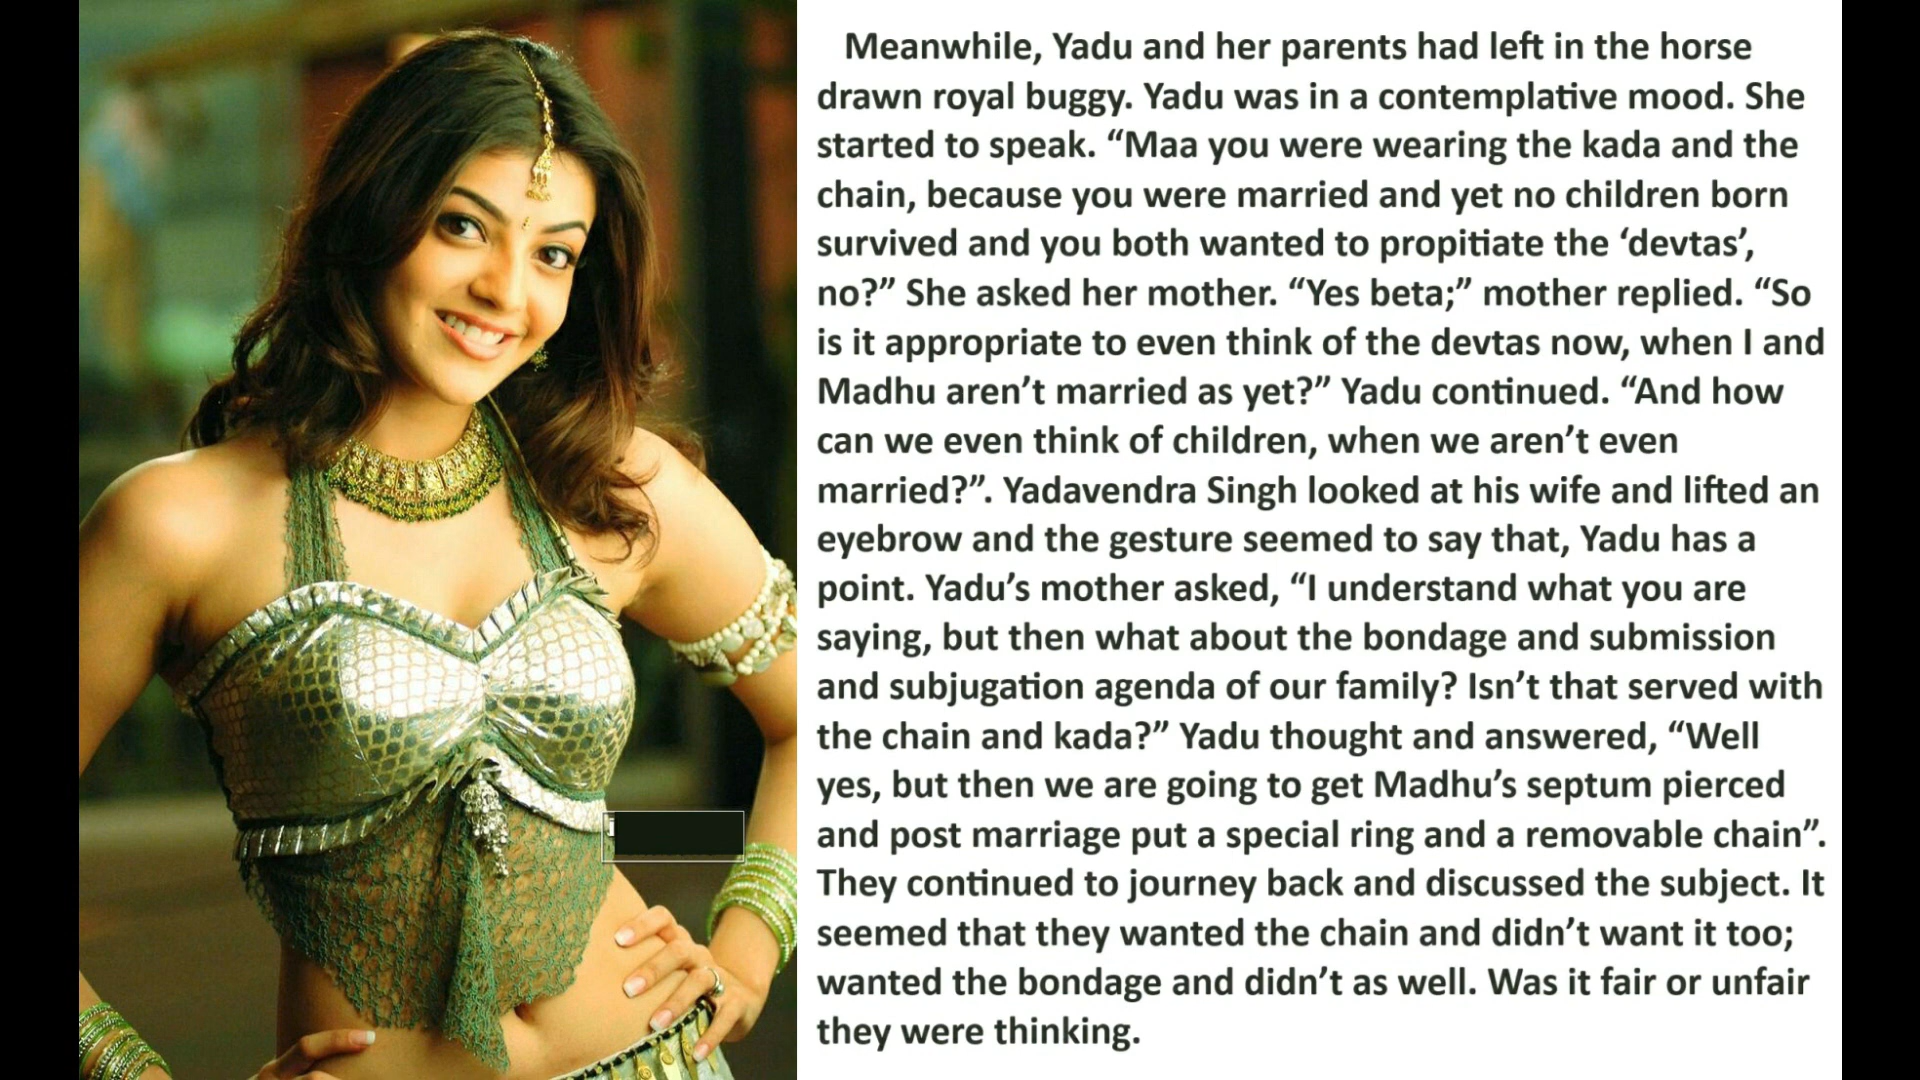 Meanwhile, Yadu and her parents had left in the horse
drawn royal buggy. Yadu was in a contemplative mood. She
started to speak. “Maa you were wearing the kada and the
chain, because you were married and yet no children born
survived and you both wanted to propitiate the ‘devtas’,
no?” She asked her mother. “Yes beta;” mother replied. “So
is it appropriate to even think of the devtas now, when I and
Madhu aren’t married as yet?” Yadu continued. “And how
can we even think of children, when we aren’t even
married?”. Yadavendra Singh looked at his wife and lifted an
eyebrow and the gesture seemed to say that, Yadu has a
point. Yadu’s mother asked, “I understand what you are
saying, but then what about the bondage and submission
and subjugation agenda of our family? Isn’t that served with
the chain and kada?” Yadu thought and answered, “Well
yes, but then we are going to get Madhu’s septum pierced
and post marriage put a special ring and a removable chain”.
They continued to journey back and discussed the subject. It
seemed that they wanted the chain and didn’t want it too;
wanted the bondage and didn’t as well. Was it fair or unfair
they were thinking.